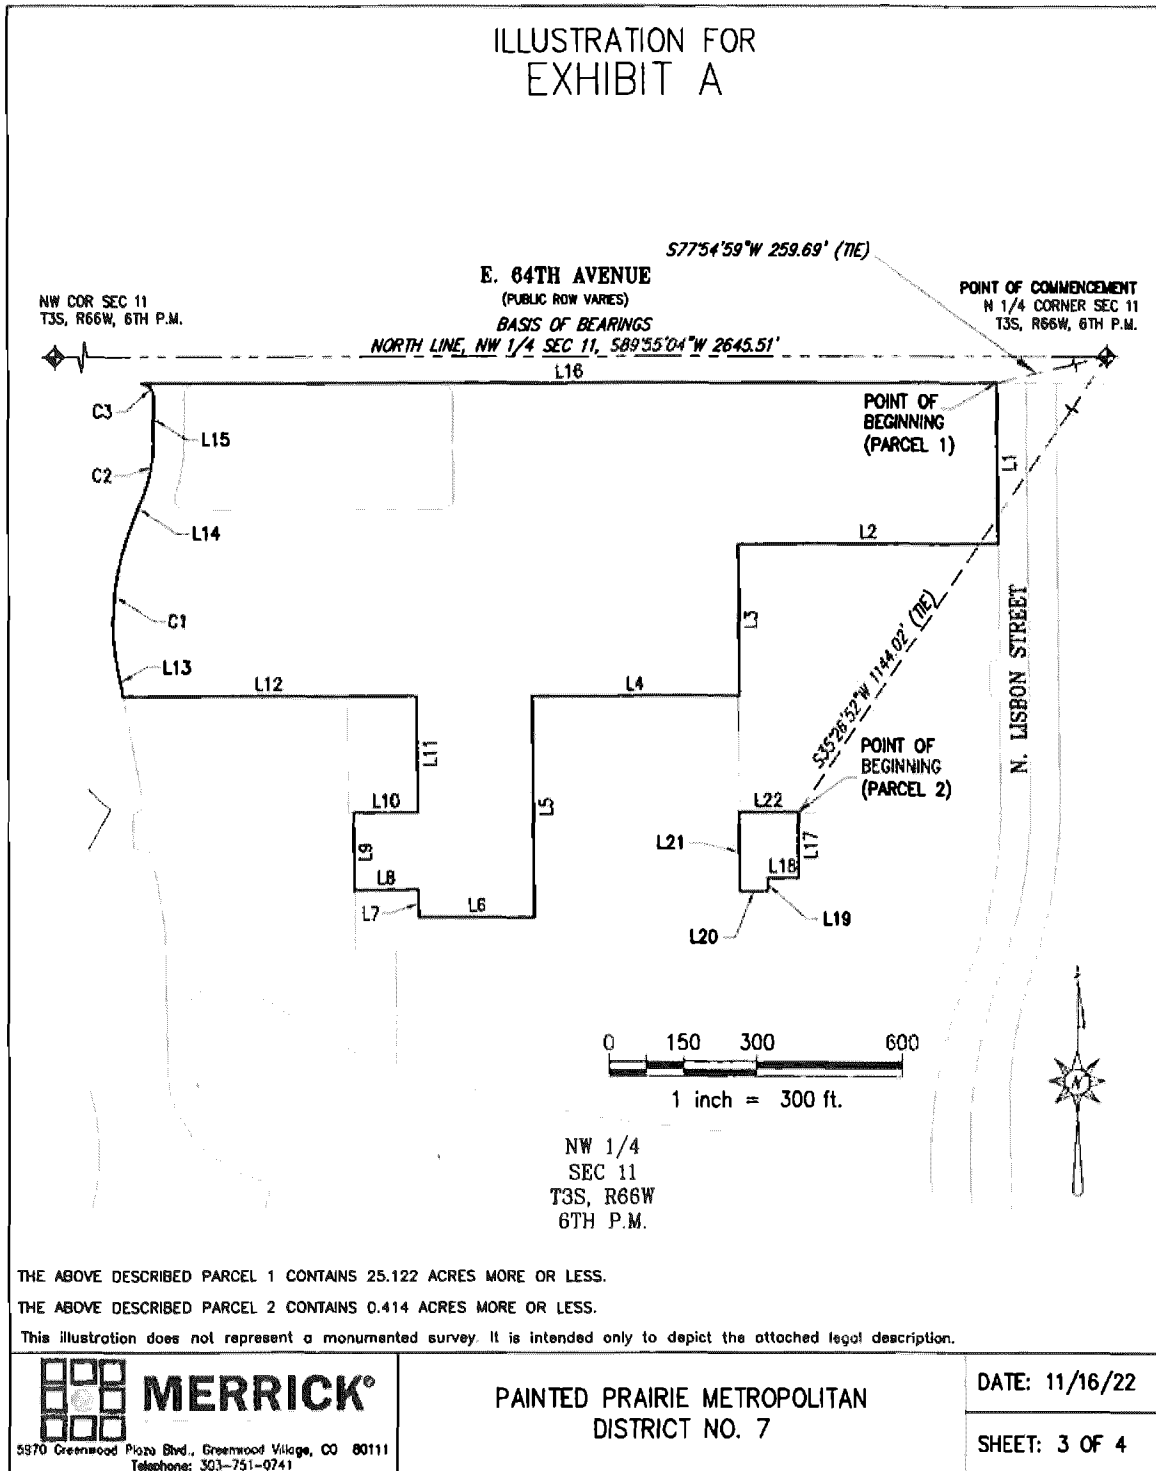 ILLUSTRATION FOR
EXHIBIT A
S77°54'59"W 259.69' (TIE)
E. 64TH AVENUE
(PUBLIC ROW VARIES)
BASIS OF BEARINGS
NORTH LINE, NW 1/4 SEC 11, S89°55'04"W 2645.51'
NW COR SEC 11
T3S, R66W, 6TH P.M.
POINT OF COMMENCEMENT
N 1/4 CORNER SEC 11
T3S, R66W, 6TH P.M.
L16
C3
L15
C2
L14
C1
L13
L12
POINT OF
BEGINNING
(PARCEL 1)
L1
L2
L3
L4
S35°26'52"W 1144.02' (TIE)
N. LISBON STREET
L11
L10
L9
L8
L7
L6
L5
POINT OF
BEGINNING
(PARCEL 2)
L22
L21
L17
L18
L19
L20
0 150 300 600
1 inch = 300 ft.
N
NW 1/4
SEC 11
T3S, R66W
6TH P.M.
THE ABOVE DESCRIBED PARCEL 1 CONTAINS 25.122 ACRES MORE OR LESS.
THE ABOVE DESCRIBED PARCEL 2 CONTAINS 0.414 ACRES MORE OR LESS.
This illustration does not represent a monumented survey. It is intended only to depict the attached legal description.
MERRICK®
5970 Greenwood Plaza Blvd., Greenwood Village, CO 80111
Telephone: 303-751-0741
PAINTED PRAIRIE METROPOLITAN
DISTRICT NO. 7
DATE: 11/16/22
SHEET: 3 OF 4